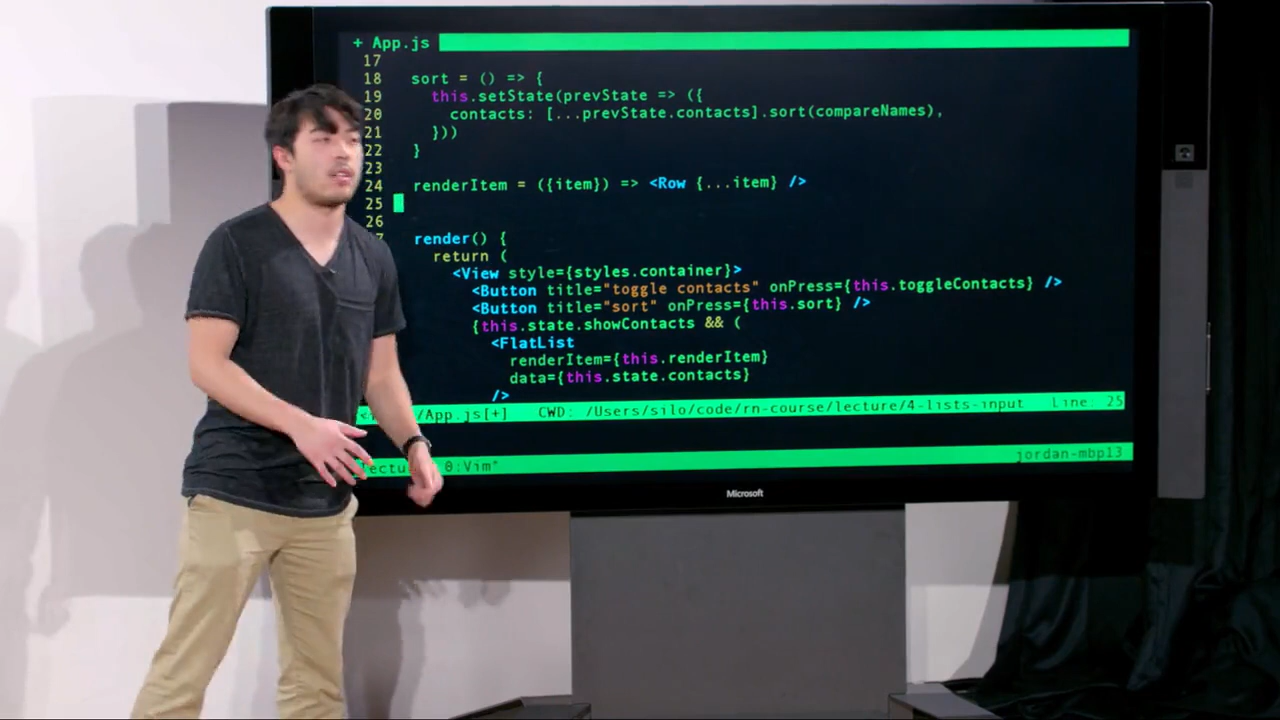 + App.js
17
18 sort = () => {
19 this.setState(prevState => ({
20 contacts: [...prevState.contacts].sort(compareNames),
21 }))
22 }
23
24 renderItem = ({item}) => <Row {...item} />
25
26
7 render() {
return (
<View style={styles.container}>
<Button title="toggle contacts" onPress={this.toggleContacts} />
<Button title="sort" onPress={this.sort} />
{this.state.showContacts && (
<FlatList
renderItem={this.renderItem}
data={this.state.contacts}
/>
/App.js[+] CWD: /Users/silo/code/rn-course/lecture/4-lists-input Line: 25
lectu 0:Vim" jordan-mbp13
Microsoft